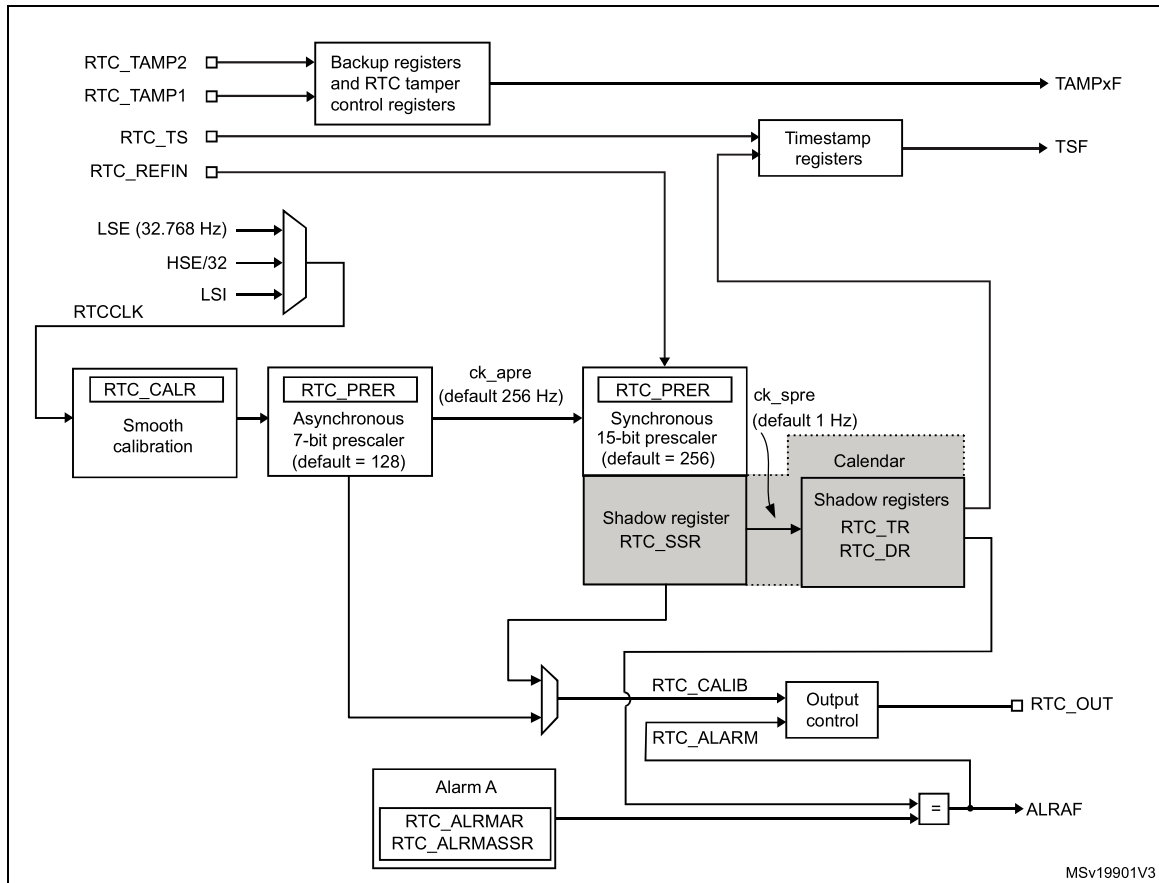 RTC_TAMP2
RTC_TAMP1
Backup registers
and RTC tamper
control registers
TAMPxF
RTC_TS
RTC_REFIN
Timestamp
registers
TSF
LSE (32.768 Hz)
HSE/32
LSI
RTCCLK
RTC_CALR
Smooth
calibration
RTC_PRER
Asynchronous
7-bit prescaler
(default = 128)
ck_apre
(default 256 Hz)
RTC_PRER
Synchronous
15-bit prescaler
(default = 256)
ck_spre
(default 1 Hz)
Calendar
Shadow register
RTC_SSR
Shadow registers
RTC_TR
RTC_DR
RTC_CALIB
Output
control
RTC_OUT
RTC_ALARM
Alarm A
RTC_ALRMAR
RTC_ALRMASSR
=
ALRAF
MSv19901V3